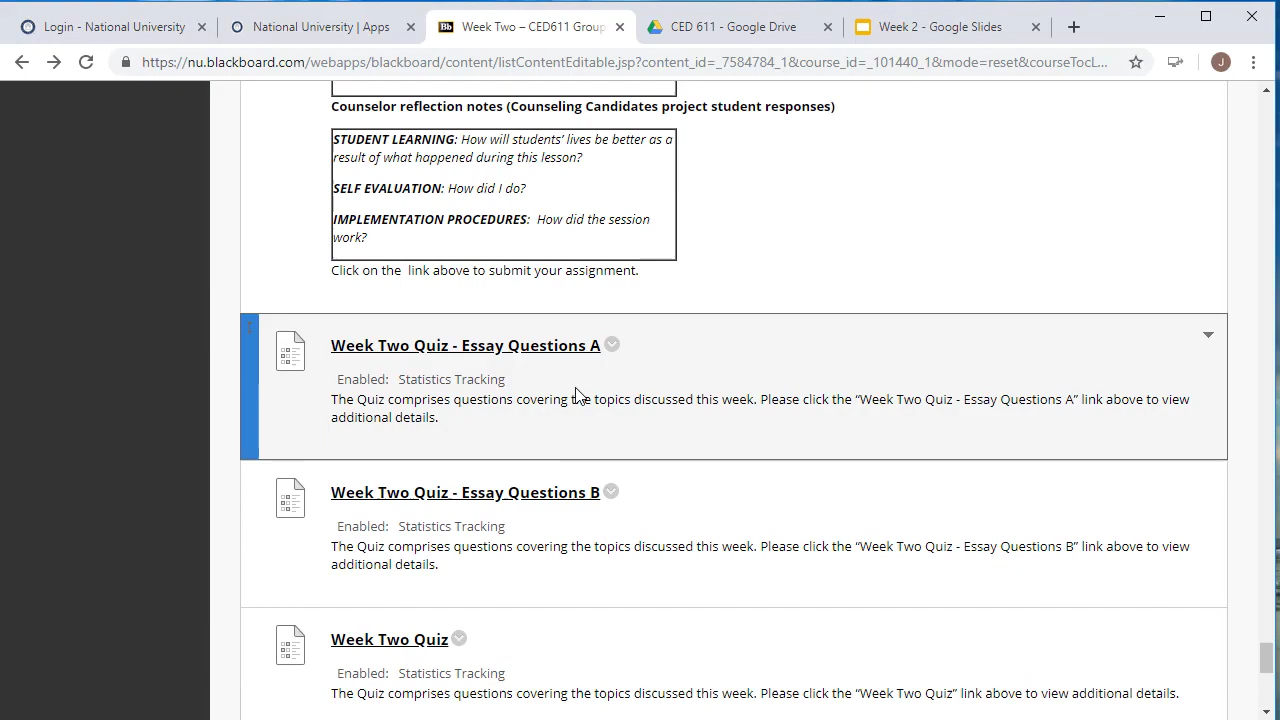 Login - National University
National University | Apps
Bb Week Two – CED611 Group
CED 611 - Google Drive
Week 2 - Google Slides
https://nu.blackboard.com/webapps/blackboard/content/listContentEditable.jsp?content_id=_7584784_1&course_id=_101440_1&mode=reset&courseTocL...
J
Counselor reflection notes (Counseling Candidates project student responses)
STUDENT LEARNING: How will students’ lives be better as a
result of what happened during this lesson?
SELF EVALUATION: How did I do?
IMPLEMENTATION PROCEDURES: How did the session
work?
Click on the link above to submit your assignment.
Week Two Quiz - Essay Questions A
Enabled: Statistics Tracking
The Quiz comprises questions covering the topics discussed this week. Please click the “Week Two Quiz - Essay Questions A” link above to view
additional details.
Week Two Quiz - Essay Questions B
Enabled: Statistics Tracking
The Quiz comprises questions covering the topics discussed this week. Please click the “Week Two Quiz - Essay Questions B” link above to view
additional details.
Week Two Quiz
Enabled: Statistics Tracking
The Quiz comprises questions covering the topics discussed this week. Please click the “Week Two Quiz” link above to view additional details.